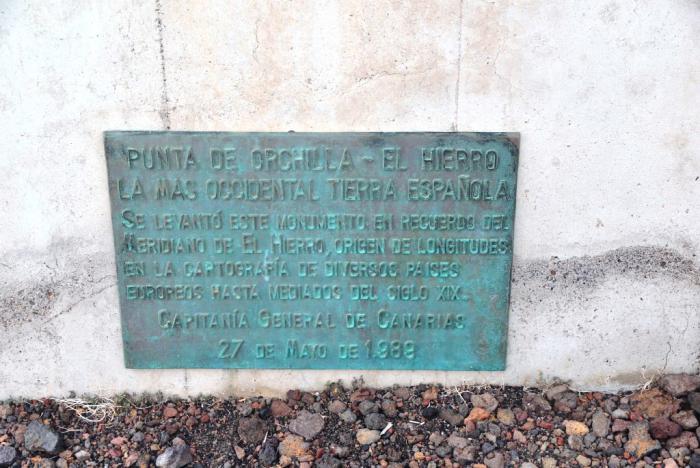 PUNTA DE ORCHILLA - EL HIERRO
LA MAS OCCIDENTAL TIERRA ESPAÑOLA
SE LEVANTÓ ESTE MONUMENTO EN RECUERDO DEL
MERIDIANO DE EL HIERRO, ORIGEN DE LONGITUDES
EN LA CARTOGRAFÍA DE DIVERSOS PAISES
ENROPEOS HASTA MEDIADOS DEL SIGLO XIX
CAPITANÍA GENERAL DE CANARIAS
27 DE MAYO DE 1.989